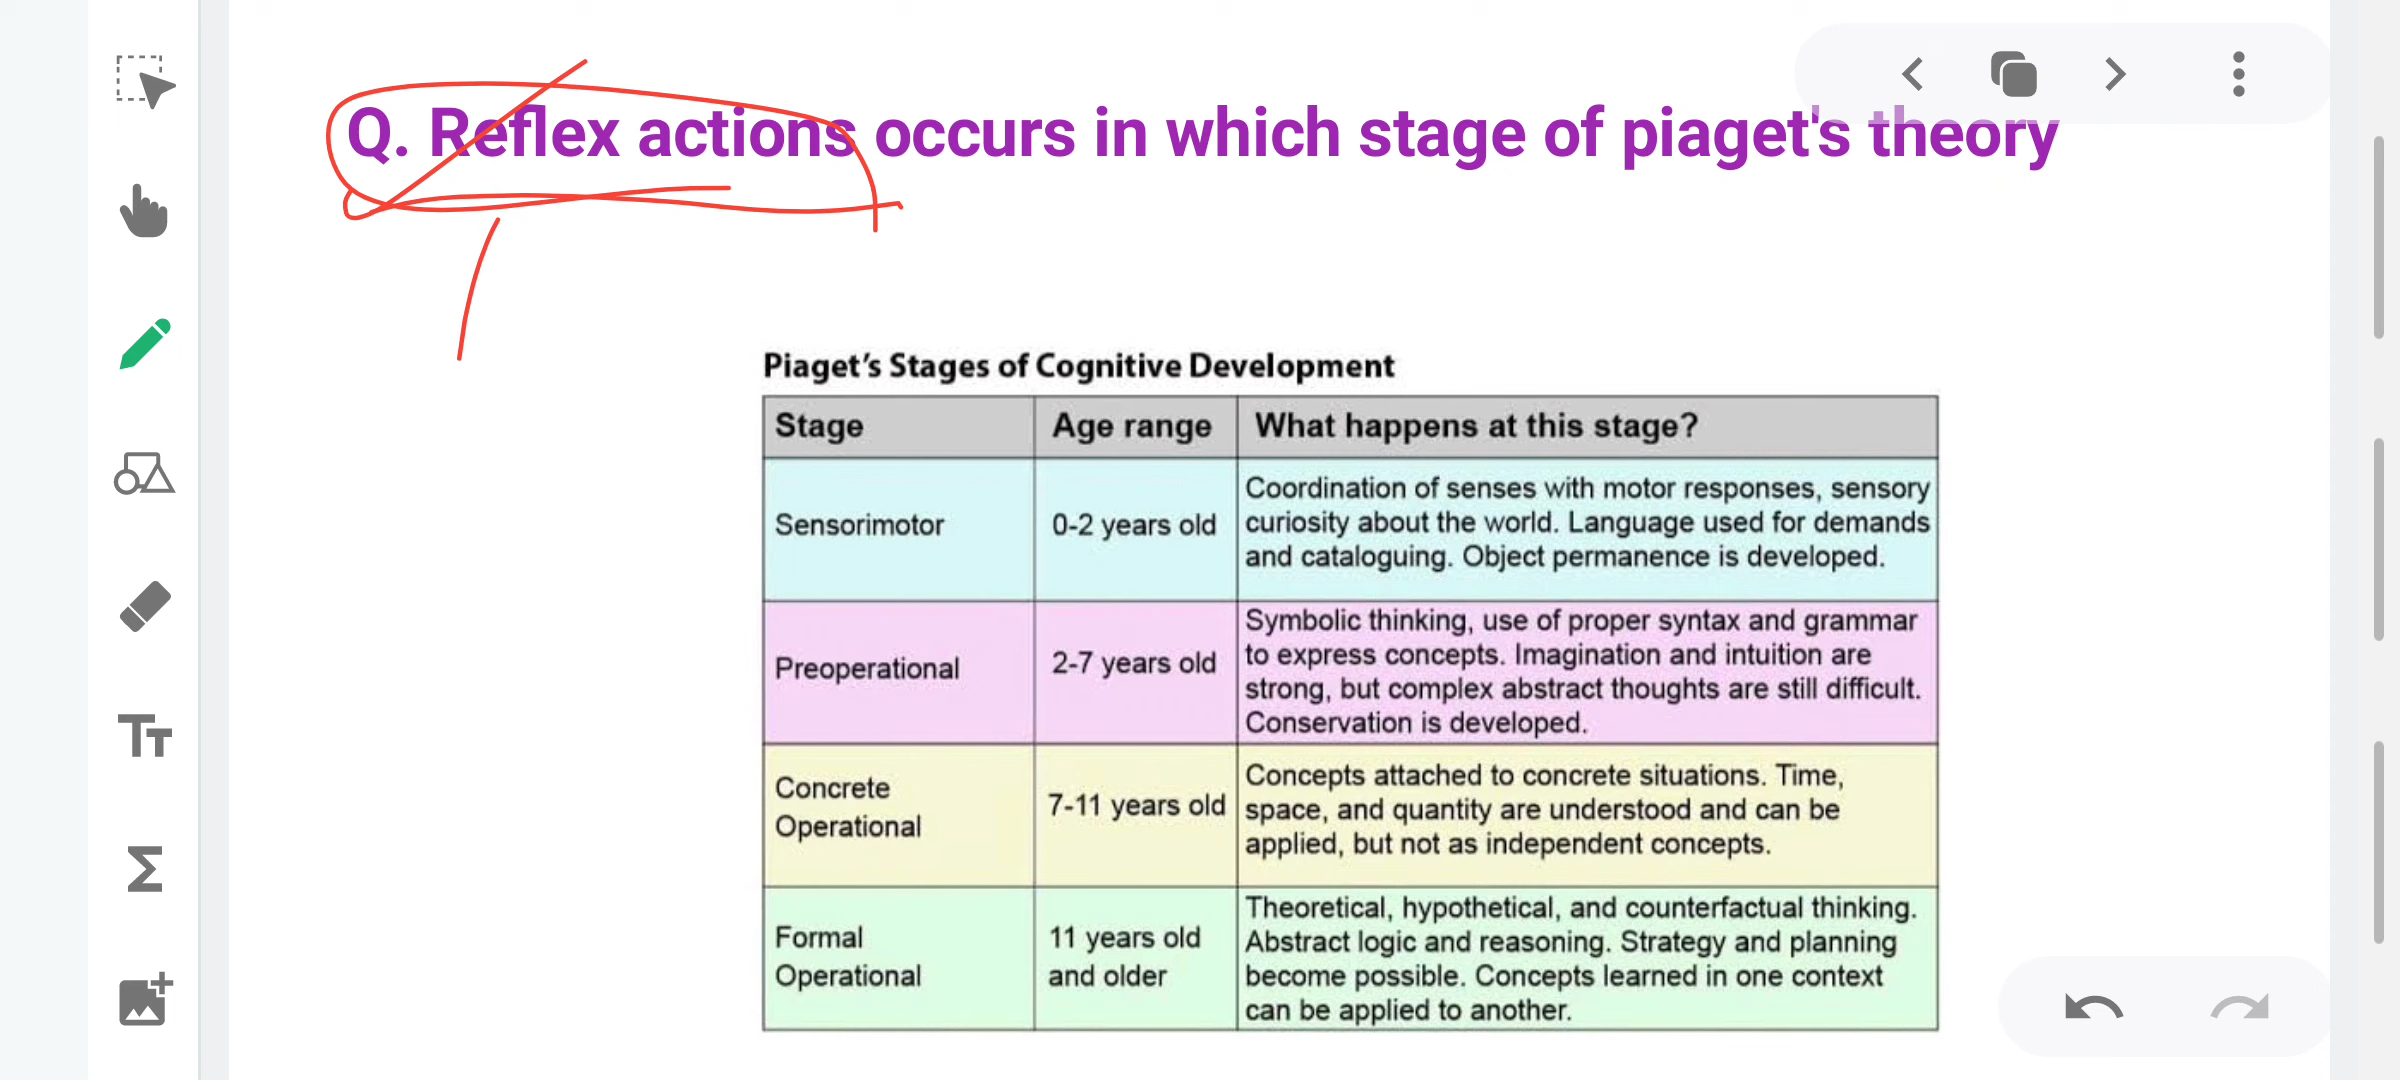 Q. Reflex actions occurs in which stage of piaget's theory
Piaget's Stages of Cognitive Development
Stage Age range What happens at this stage?
Sensorimotor 0-2 years old Coordination of senses with motor responses, sensory
curiosity about the world. Language used for demands
and cataloguing. Object permanence is developed.
Preoperational 2-7 years old Symbolic thinking, use of proper syntax and grammar
to express concepts. Imagination and intuition are
strong, but complex abstract thoughts are still difficult.
Conservation is developed.
Concrete
Operational 7-11 years old Concepts attached to concrete situations. Time,
space, and quantity are understood and can be
applied, but not as independent concepts.
Formal
Operational 11 years old
and older Theoretical, hypothetical, and counterfactual thinking.
Abstract logic and reasoning. Strategy and planning
become possible. Concepts learned in one context
can be applied to another.